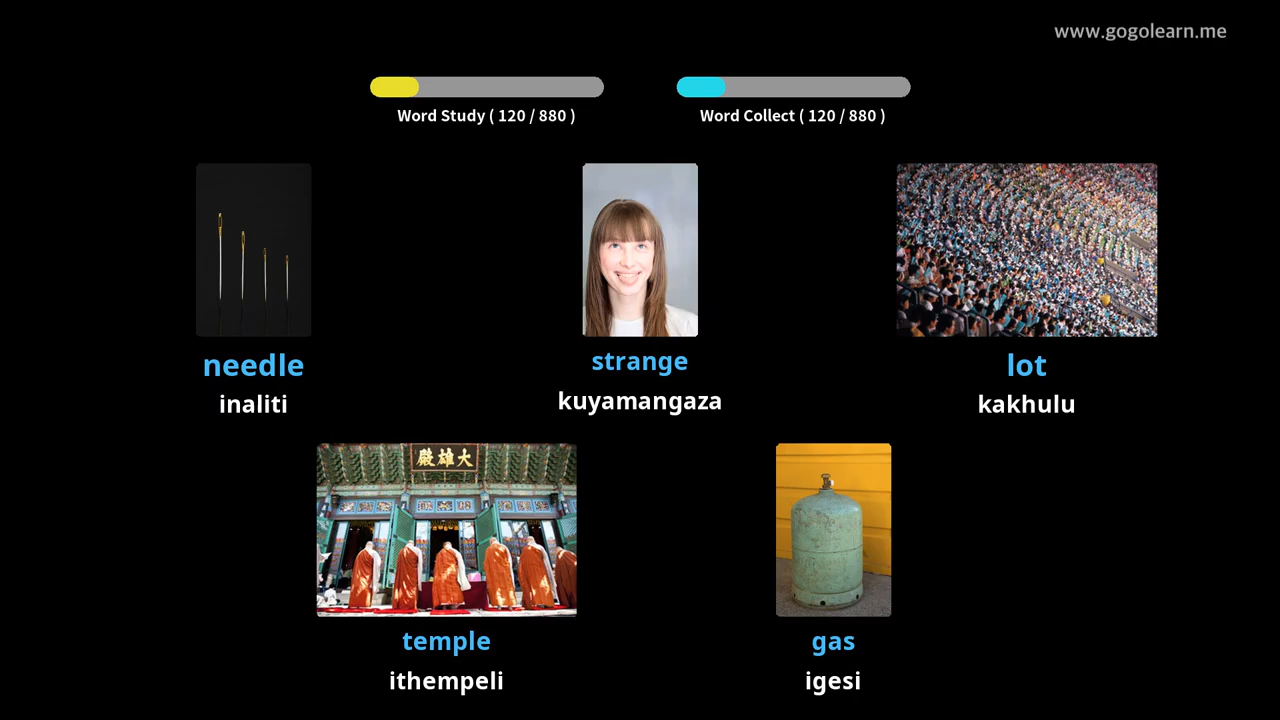 www.gogolearn.me
Word Study ( 120 / 880 )
Word Collect ( 120 / 880 )
needle
inaliti
strange
kuyamangaza
lot
kakhulu
大雄殿
temple
ithempeli
gas
igesi